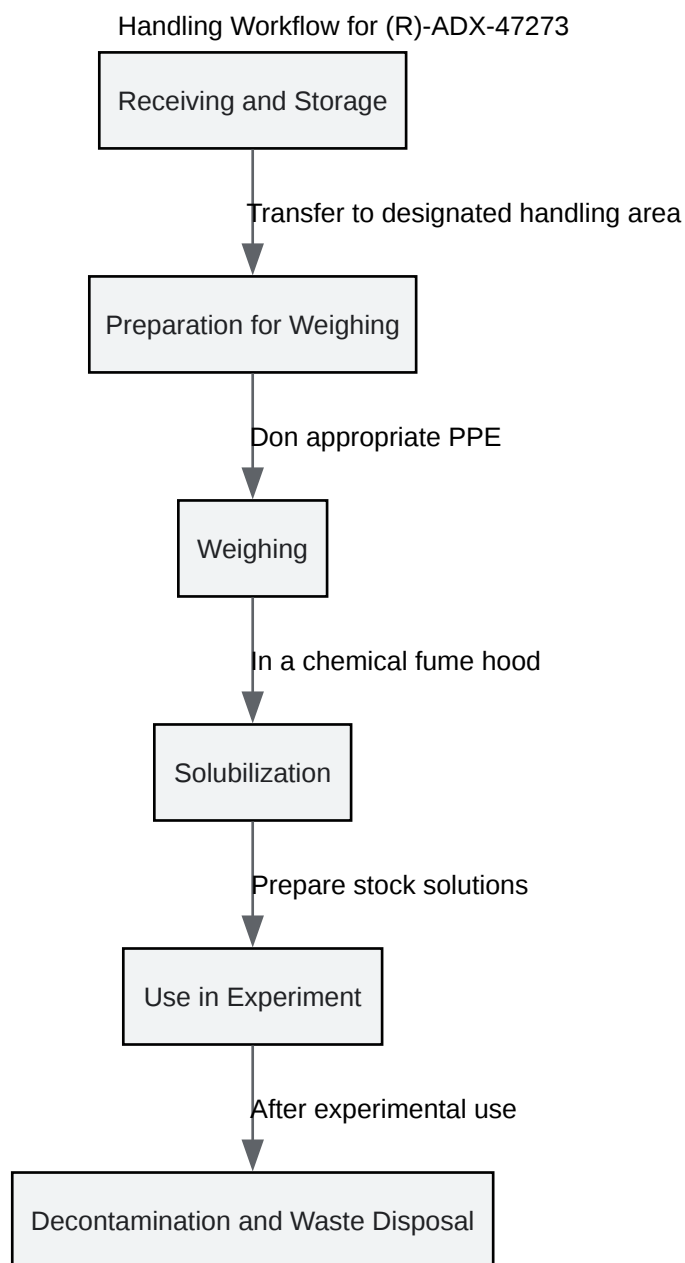 Handling Workflow for (R)-ADX-47273
Receiving and Storage
Transfer to designated handling area
Preparation for Weighing
Don appropriate PPE
Weighing
In a chemical fume hood
Solubilization
Prepare stock solutions
Use in Experiment
After experimental use
Decontamination and Waste Disposal